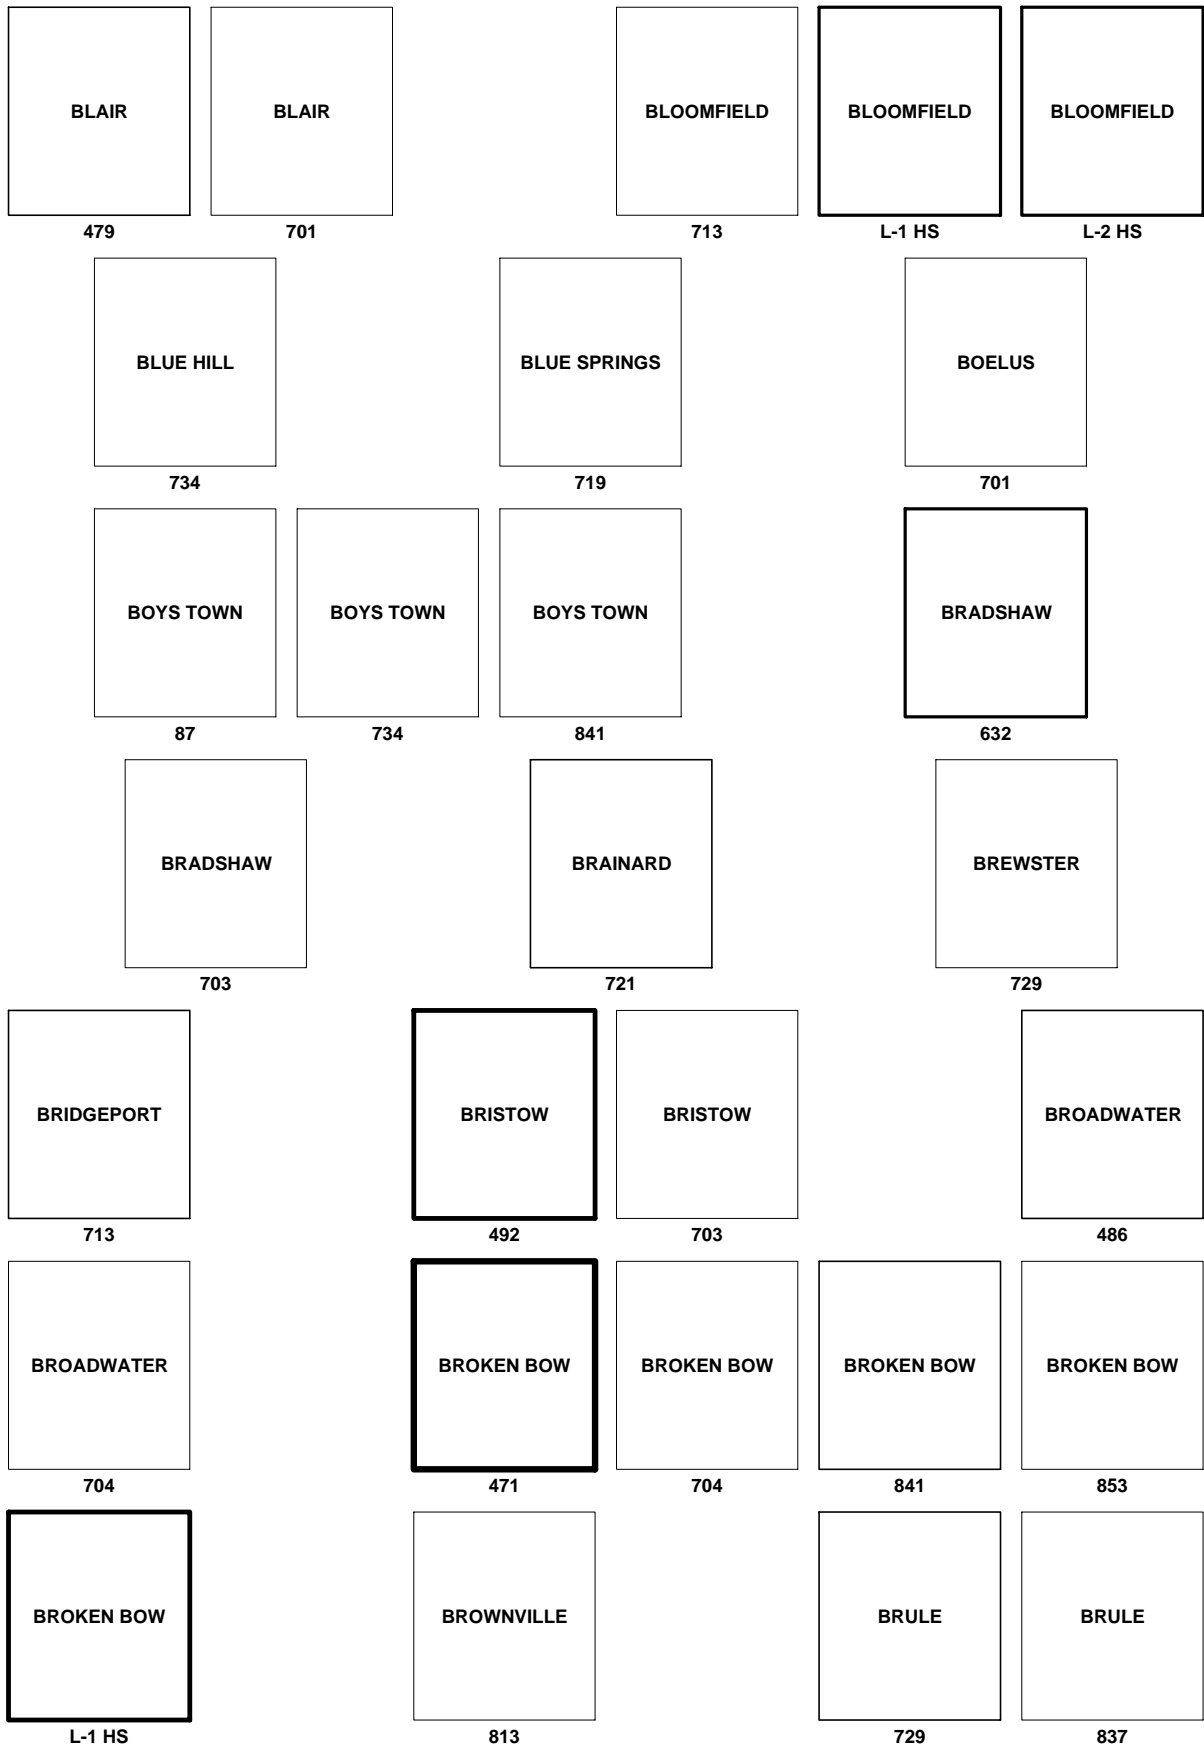 BLAIR BLAIR BLOOMFIELD BLOOMFIELD BLOOMFIELD
479 701 713 L-1 HS L-2 HS
BLUE HILL BLUE SPRINGS BOELUS
734 719 701
BOYS TOWN BOYS TOWN BOYS TOWN BRADSHAW
87 734 841 632
BRADSHAW BRAINARD BREWSTER
703 721 729
BRIDGEPORT BRISTOW BRISTOW BROADWATER
713 492 703 486
BROADWATER BROKEN BOW BROKEN BOW BROKEN BOW BROKEN BOW
704 471 704 841 853
BROKEN BOW BROWNVILLE BRULE BRULE
L-1 HS 813 729 837